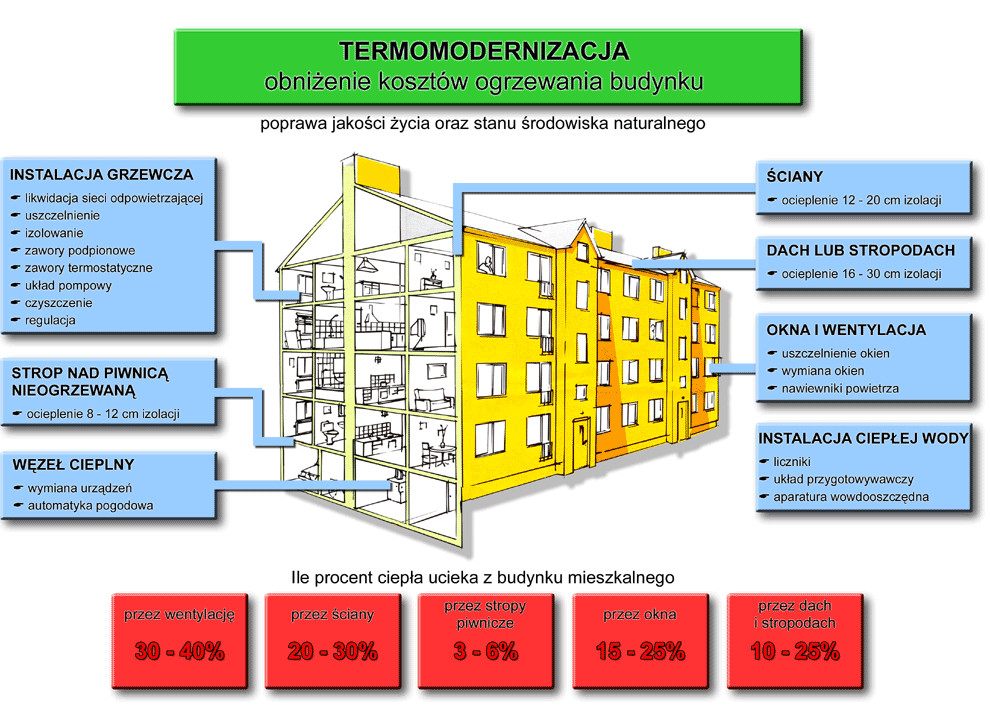 TERMOMODERNIZACJA
obniżenie kosztów ogrzewania budynku
poprawa jakości życia oraz stanu środowiska naturalnego
INSTALACJA GRZEWCZA
likwidacja sieci odpowietrzającej
uszczelnienie
izolowanie
zawory podpionowe
zawory termostatyczne
układ pompowy
czyszczenie
regulacja
STROP NAD PIWNICĄ
NIEOGRZEWANĄ
ocieplenie 8 - 12 cm izolacji
WĘZEŁ CIEPLNY
wymiana urządzeń
automatyka pogodowa
ŚCIANY
ocieplenie 12 - 20 cm izolacji
DACH LUB STROPODACH
ocieplenie 16 - 30 cm izolacji
OKNA I WENTYLACJA
uszczelnienie okien
wymiana okien
nawiewniki powietrza
INSTALACJA CIEPŁEJ WODY
liczniki
układ przygotowywawczy
aparatura wowdooszczędna
Ile procent ciepła ucieka z budynku mieszkalnego
przez wentylację
30 - 40%
przez ściany
20 - 30%
przez stropy
piwnicze
3 - 6%
przez okna
15 - 25%
przez dach
i stropodach
10 - 25%